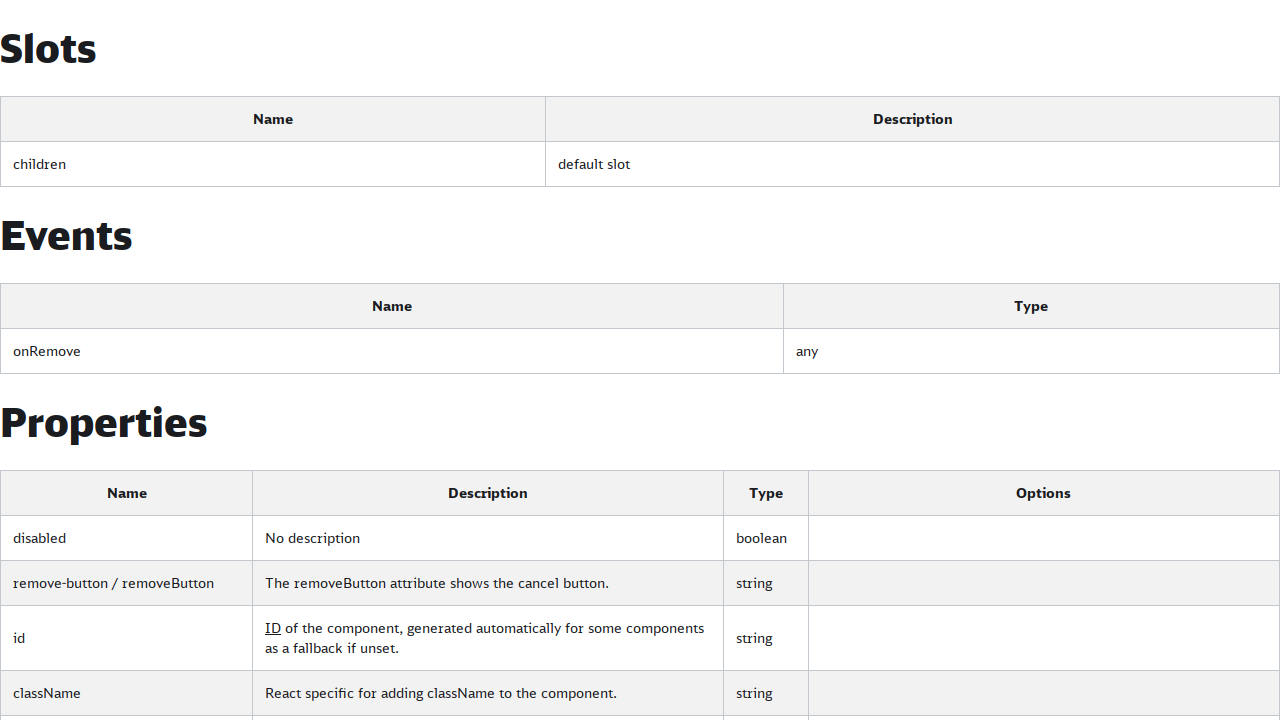 Slots
Name Description
children default slot
Events
Name Type
onRemove any
Properties
Name Description Type Options
disabled No description boolean
remove-button / removeButton The removeButton attribute shows the cancel button. string
id ID of the component, generated automatically for some components as a fallback if unset. string
className React specific for adding className to the component. string